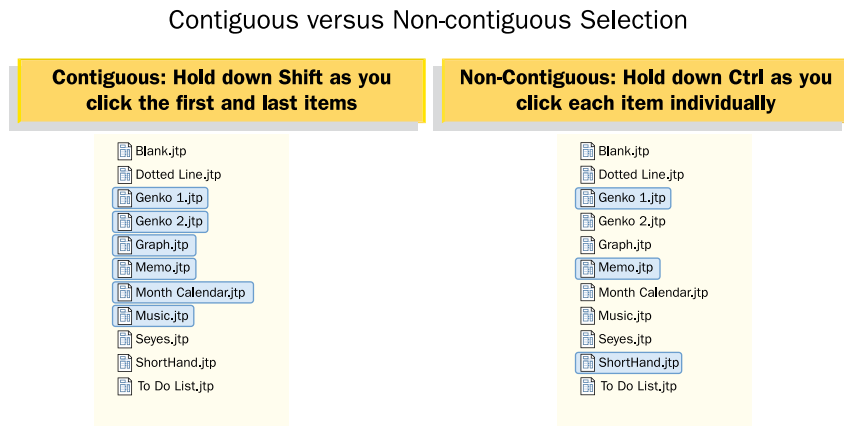 Contiguous versus Non-contiguous Selection
Contiguous: Hold down Shift as you
click the first and last items
Blank.jtp
Dotted Line.jtp
Genko 1.jtp
Genko 2.jtp
Graph.jtp
Memo.jtp
Month Calendar.jtp
Music.jtp
Seyes.jtp
ShortHand.jtp
To Do List.jtp
Non-Contiguous: Hold down Ctrl as you
click each item individually
Blank.jtp
Dotted Line.jtp
Genko 1.jtp
Genko 2.jtp
Graph.jtp
Memo.jtp
Month Calendar.jtp
Music.jtp
Seyes.jtp
ShortHand.jtp
To Do List.jtp